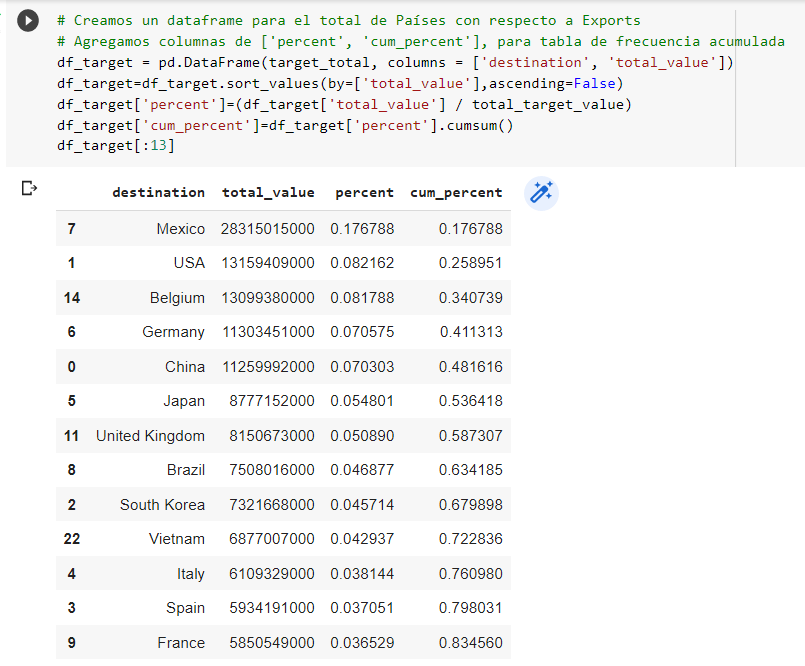 # Creamos un dataframe para el total de Países con respecto a Exports
# Agregamos columnas de ['percent', 'cum_percent'], para tabla de frecuencia acumulada
df_target = pd.DataFrame(target_total, columns = ['destination', 'total_value'])
df_target=df_target.sort_values(by=['total_value'],ascending=False)
df_target['percent']=(df_target['total_value'] / total_target_value)
df_target['cum_percent']=df_target['percent'].cumsum()
df_target[:13]
destination total_value percent cum_percent
7 Mexico 28315015000 0.176788 0.176788
1 USA 13159409000 0.082162 0.258951
14 Belgium 13099380000 0.081788 0.340739
6 Germany 11303451000 0.070575 0.411313
0 China 11259992000 0.070303 0.481616
5 Japan 8777152000 0.054801 0.536418
11 United Kingdom 8150673000 0.050890 0.587307
8 Brazil 7508016000 0.046877 0.634185
2 South Korea 7321668000 0.045714 0.679898
22 Vietnam 6877007000 0.042937 0.722836
4 Italy 6109329000 0.038144 0.760980
3 Spain 5934191000 0.037051 0.798031
9 France 5850549000 0.036529 0.834560